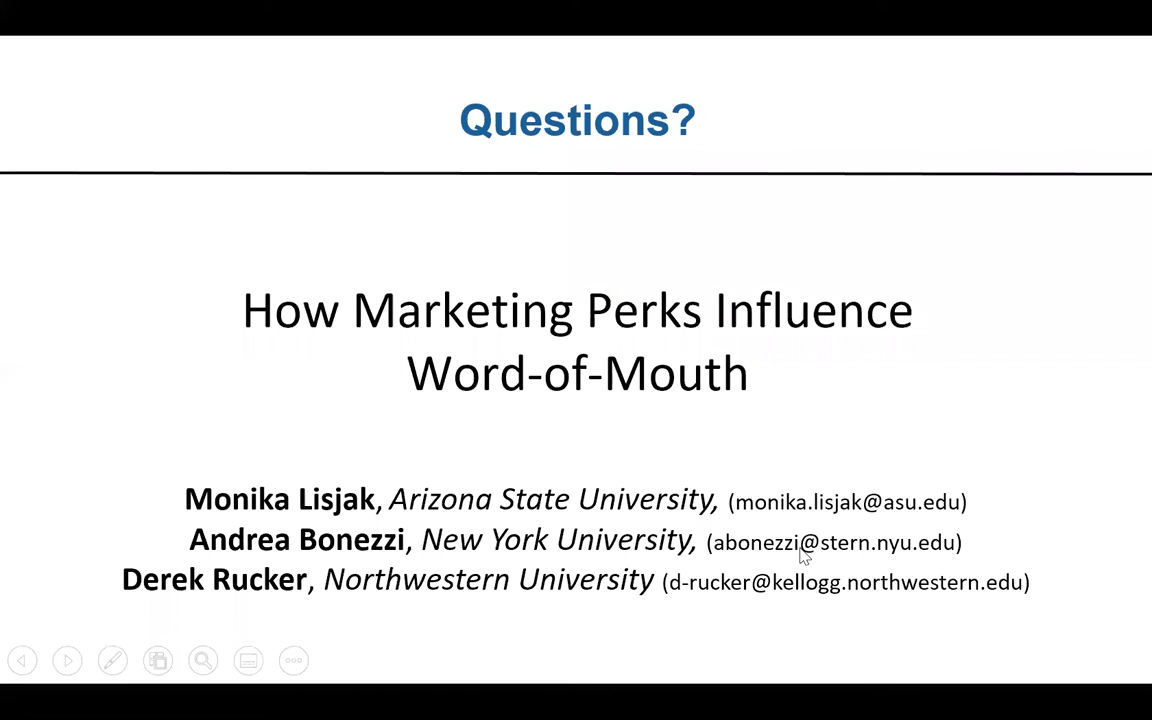 Questions?
How Marketing Perks Influence
Word-of-Mouth
Monika Lisjak, Arizona State University, (monika.lisjak@asu.edu)
Andrea Bonezzi, New York University, (abonezzi@stern.nyu.edu)
Derek Rucker, Northwestern University (d-rucker@kellogg.northwestern.edu)